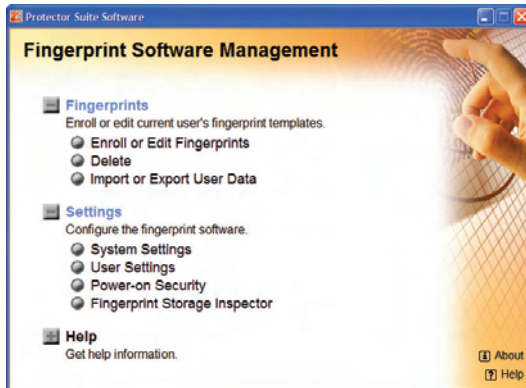 Protector Suite Software
Fingerprint Software Management
Fingerprints
Enroll or edit current user's fingerprint templates.
Enroll or Edit Fingerprints
Delete
Import or Export User Data
Settings
Configure the fingerprint software.
System Settings
User Settings
Power-on Security
Fingerprint Storage Inspector
Help
Get help information.
About
Help